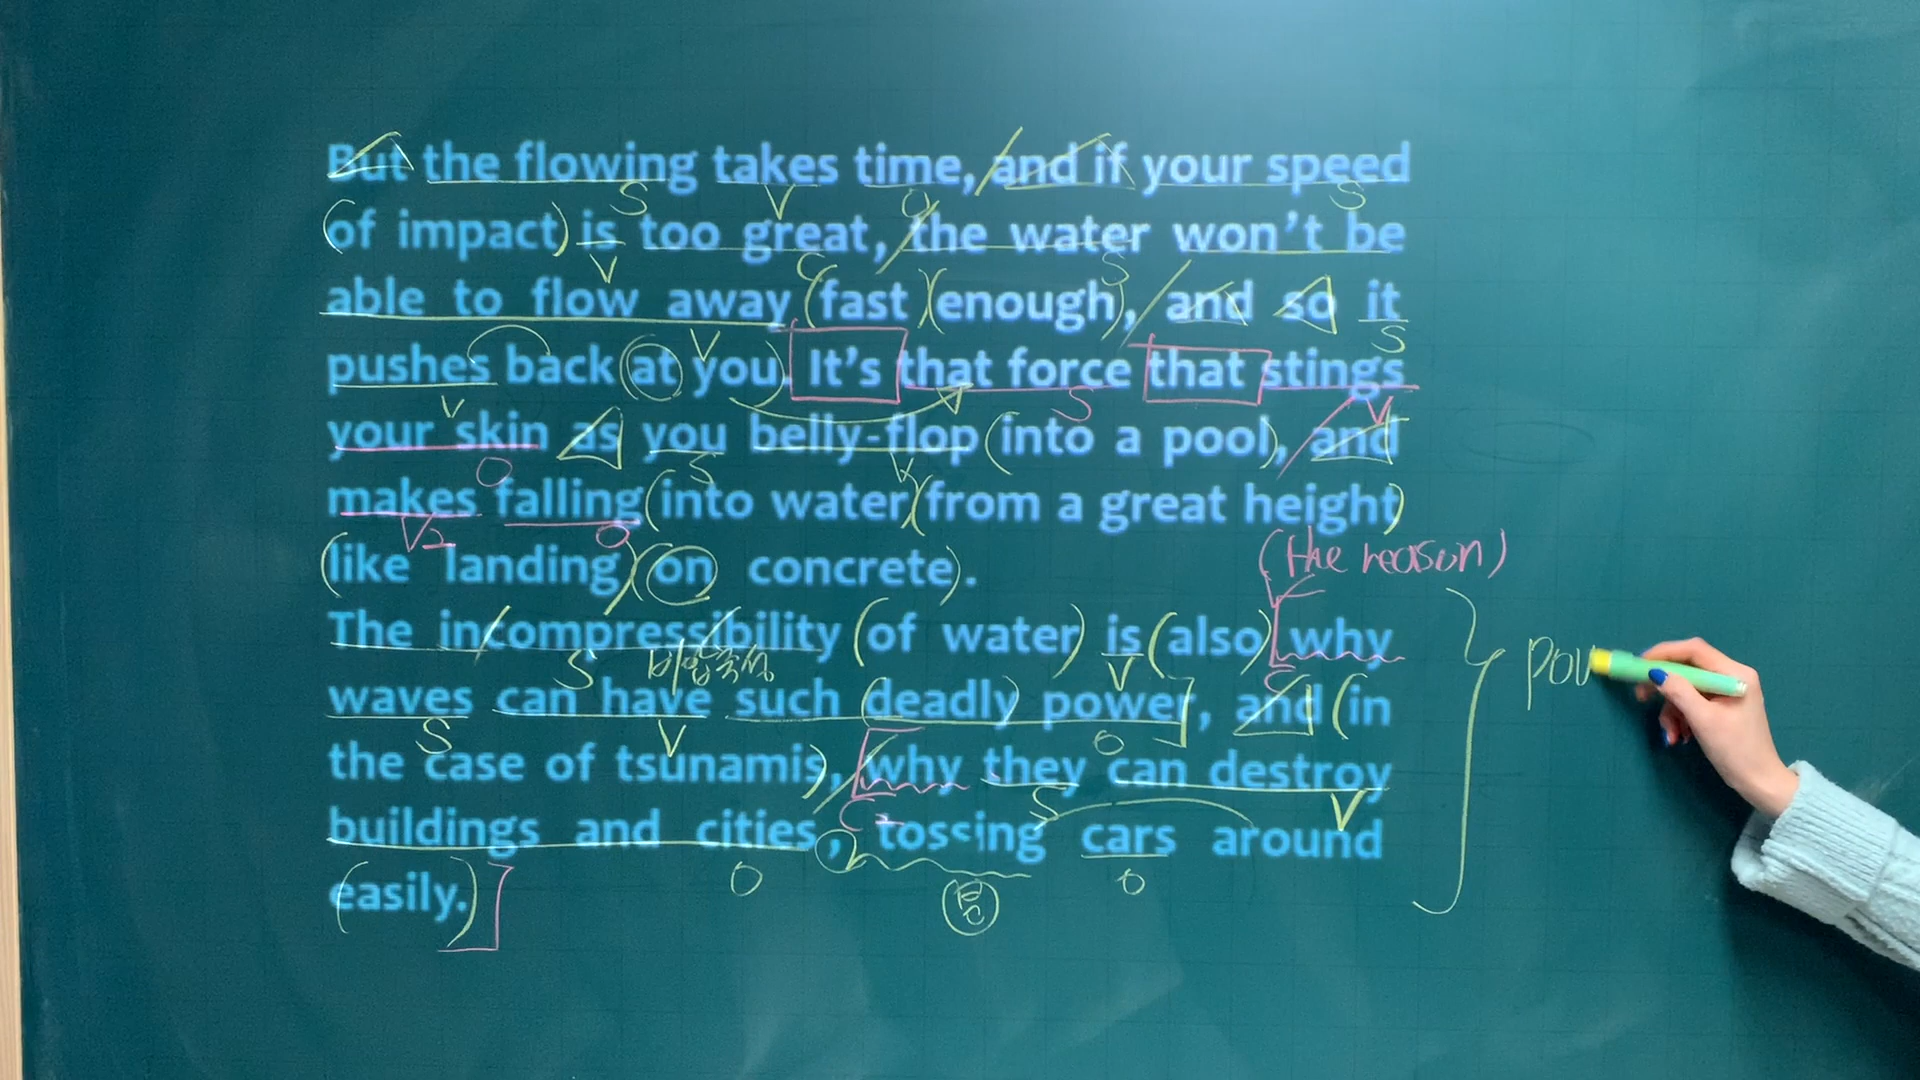 But the flowing takes time, and if your speed
of impact is too great, the water won't be
able to flow away fast enough, and so it
pushes back at you. It's that force that stings
your skin as you belly-flop into a pool, and
makes falling into water from a great height
like landing on concrete.
(the reason)
The incompressibility of water is also why
비압축성
waves can have such deadly power, and in
the case of tsunamis, why they can destroy
buildings and cities, tossing cars around
easily.
pow